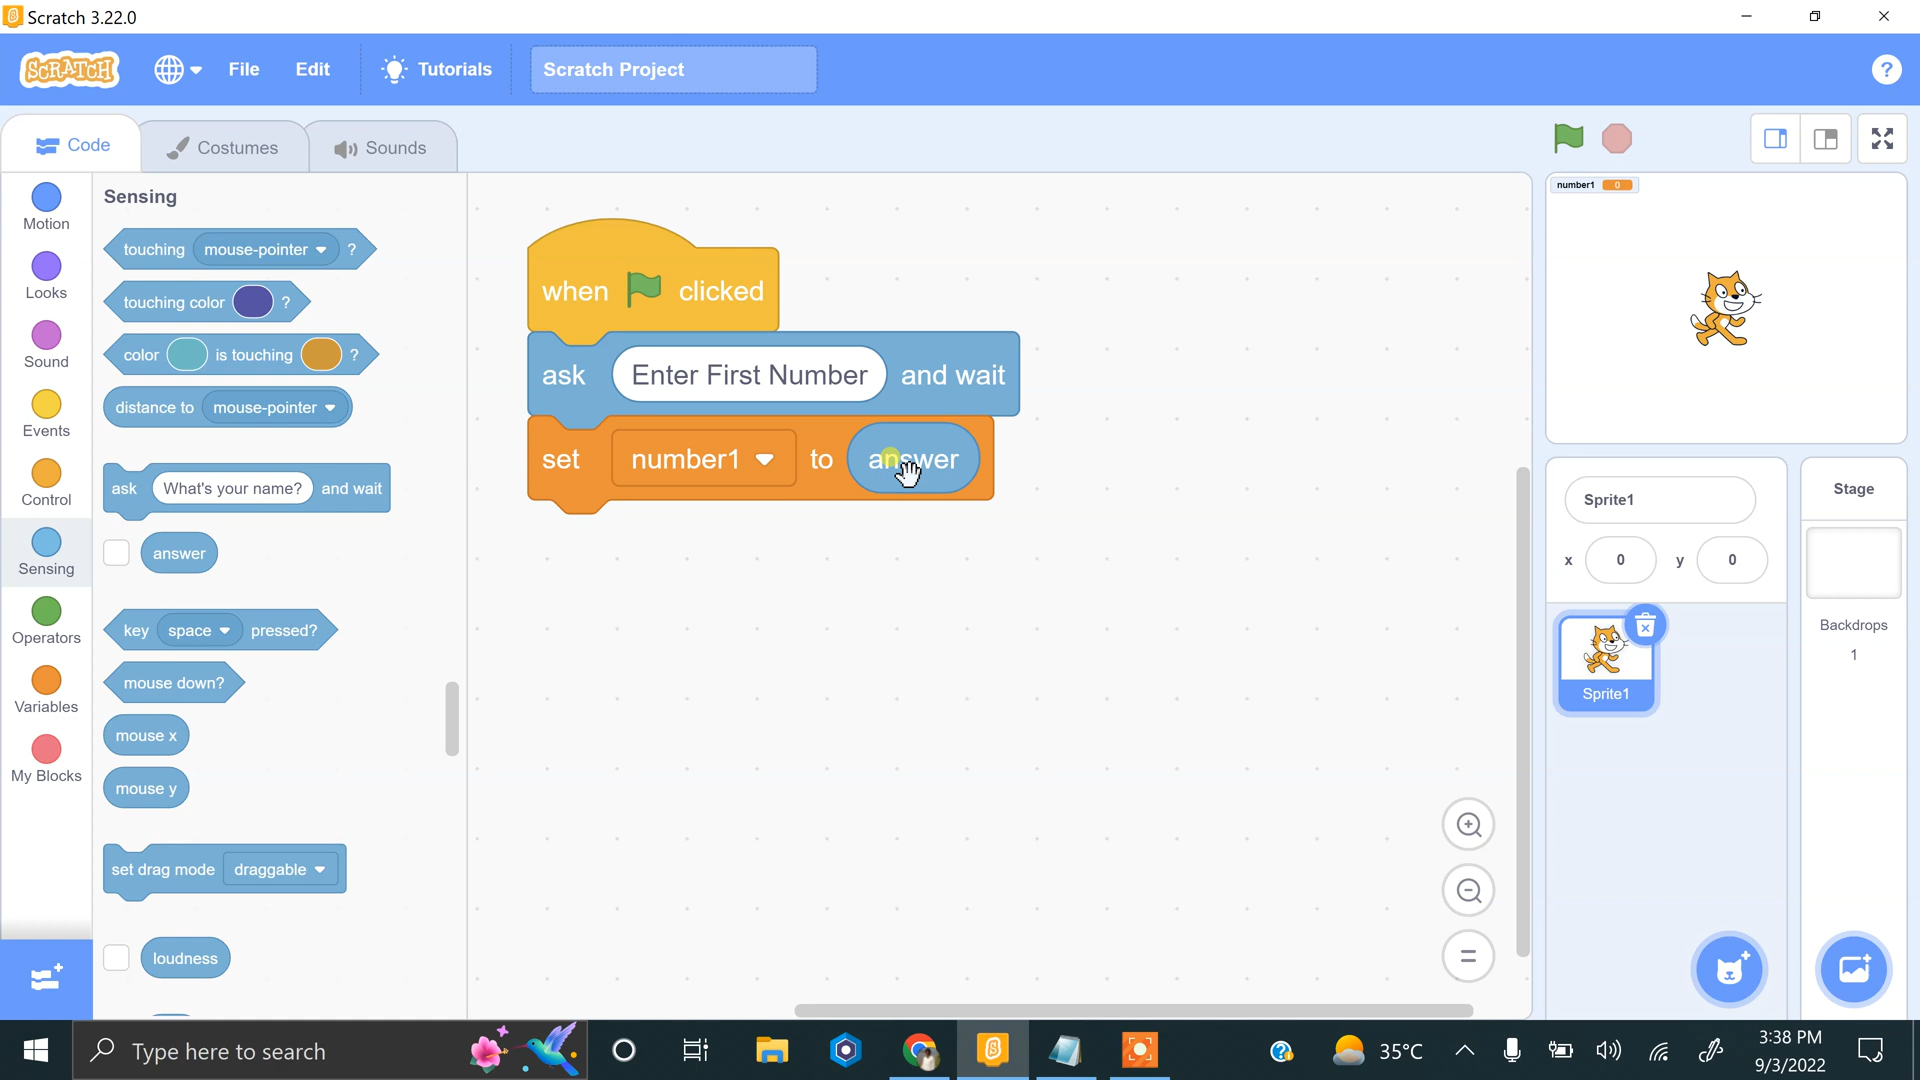 Scratch 3.22.0
SCRATCH
File
Edit
Tutorials
Scratch Project
?
Code
Costumes
Sounds
Motion
Looks
Sound
Events
Control
Sensing
Operators
Variables
My Blocks
Sensing
touching mouse-pointer ?
touching color ?
color is touching ?
distance to mouse-pointer
ask What's your name? and wait
answer
key space pressed?
mouse down?
mouse x
mouse y
set drag mode draggable
loudness
when clicked
ask Enter First Number and wait
set number1 to answer
number1 0
Sprite1
x 0 y 0
Sprite1
Stage
Backdrops
1
Type here to search
35°C
3:38 PM
9/3/2022